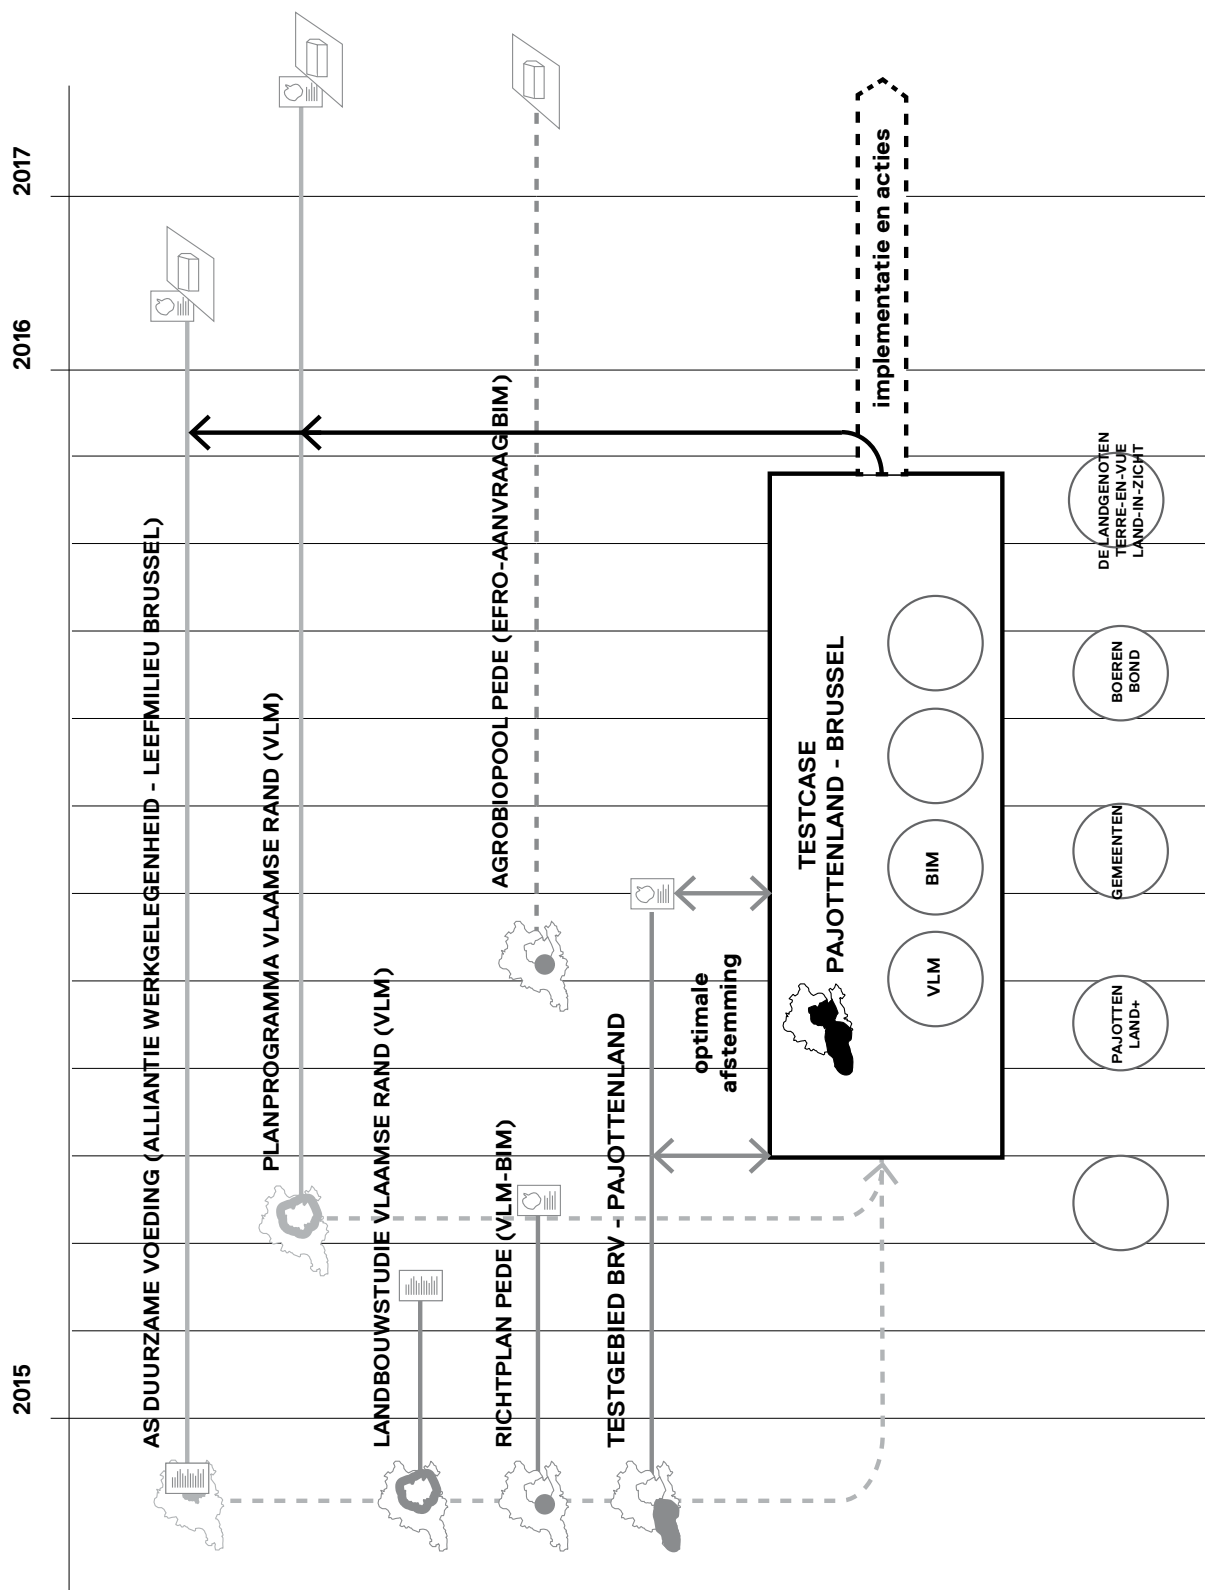 2015
2016
2017
AS DUURZAME VOEDING (ALLIANTIE WERKGELEGENHEID - LEEFMILIEU BRUSSEL)
PLANPROGRAMMA VLAAMSE RAND (VLM)
LANDBOUWSTUDIE VLAAMSE RAND (VLM)
RICHTPLAN PEDE (VLM-BIM)
AGROBIOPOOL PEDE (EFRO-AANVRAAG BIM)
TESTGEBIED BRV - PAJOTTENLAND
optimale
afstemming
TESTCASE
PAJOTTENLAND - BRUSSEL
VLM
BIM
implementatie en acties
PAJOTTEN
LAND+
GEMEENTEN
BOEREN
BOND
DE LANDGENOTEN
TERRE-EN-VUE
LAND-IN-ZICHT